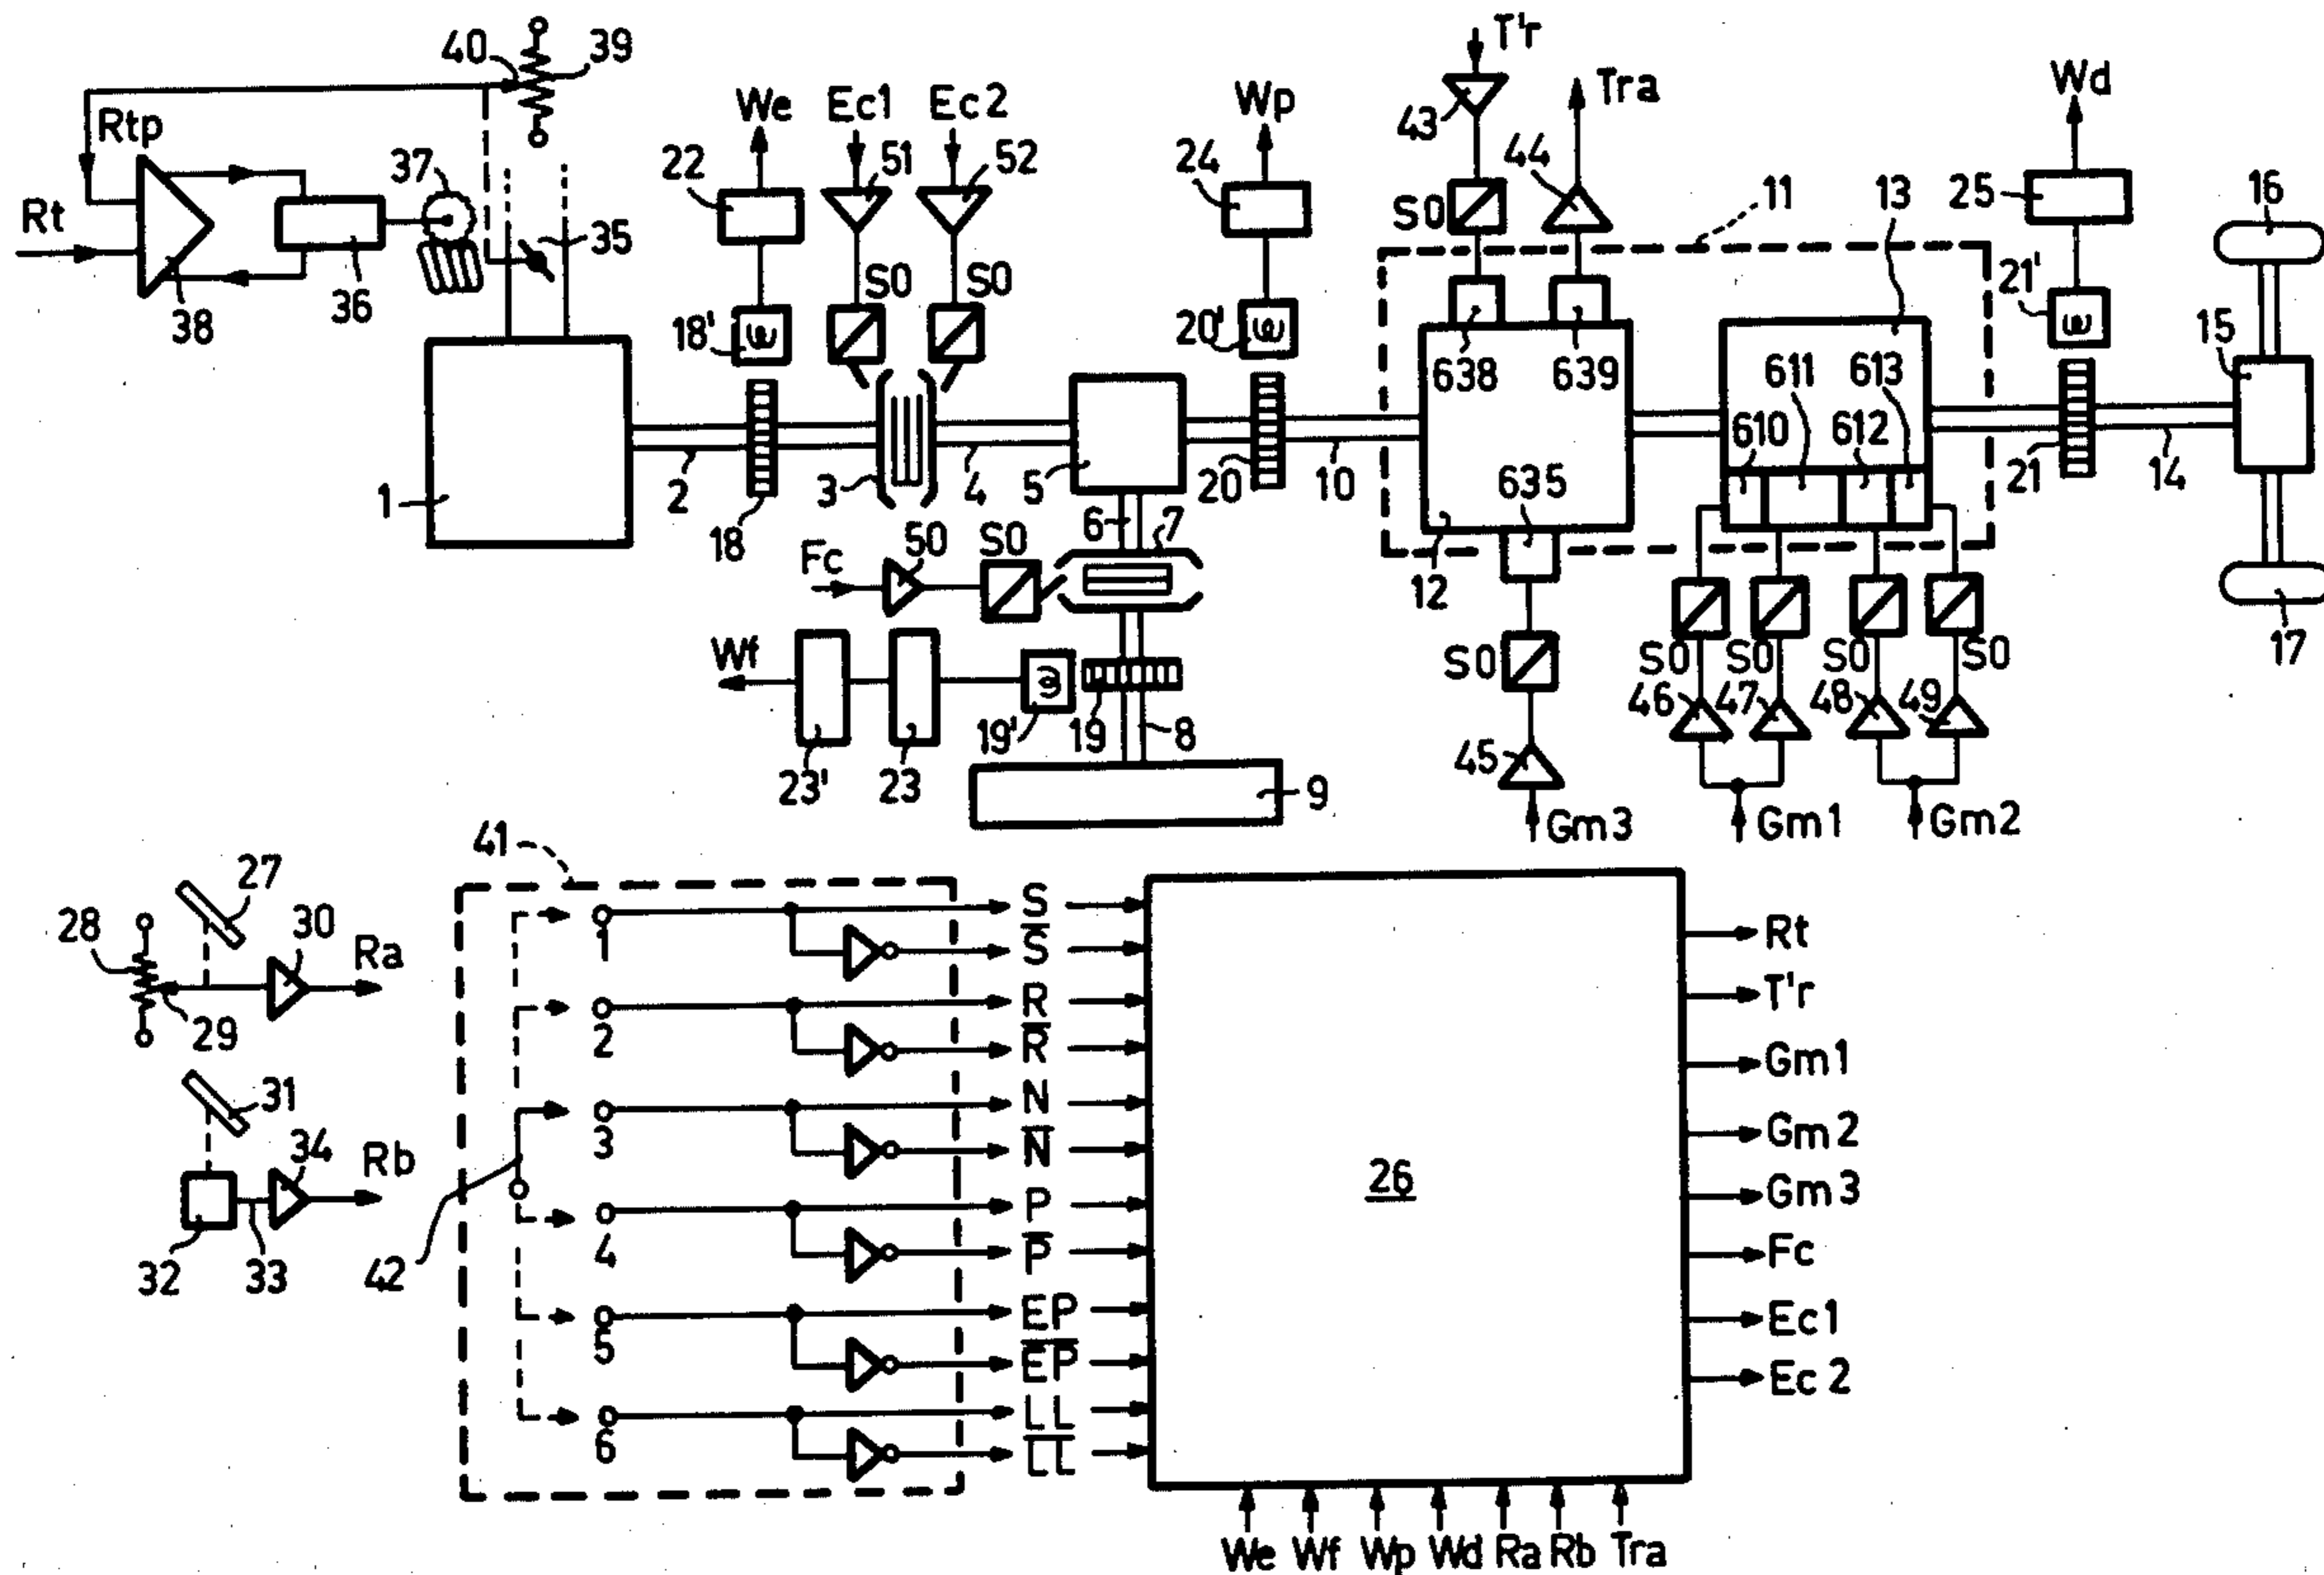 40
39
T'r
Rtp
37
We
Ec1
Ec2
Wp
43
Tra
Wd
22
51
52
24
44
S0
11
13
25
16
Rt
35
38
36
18'
S0
S0
20'
638
639
611
613
21'
15
610
612
1
2
3
4
5
20
10
635
21
14
18
6
7
Fc
50
S0
12
17
Wf
23'
23
19'
19
8
9
S0
S0
S0
S0
S0
46
47
48
49
45
Gm3
Gm1
Gm2
41
27
28
30
Ra
29
31
34
Rb
32
33
42
1
2
3
4
5
6
S
S̅
R
R̅
N
N̅
P
P̅
EP
E̅P̅
LL
L̅L̅
26
Rt
T'r
Gm1
Gm2
Gm3
Fc
Ec1
Ec2
We Wf Wp Wd Ra Rb Tra